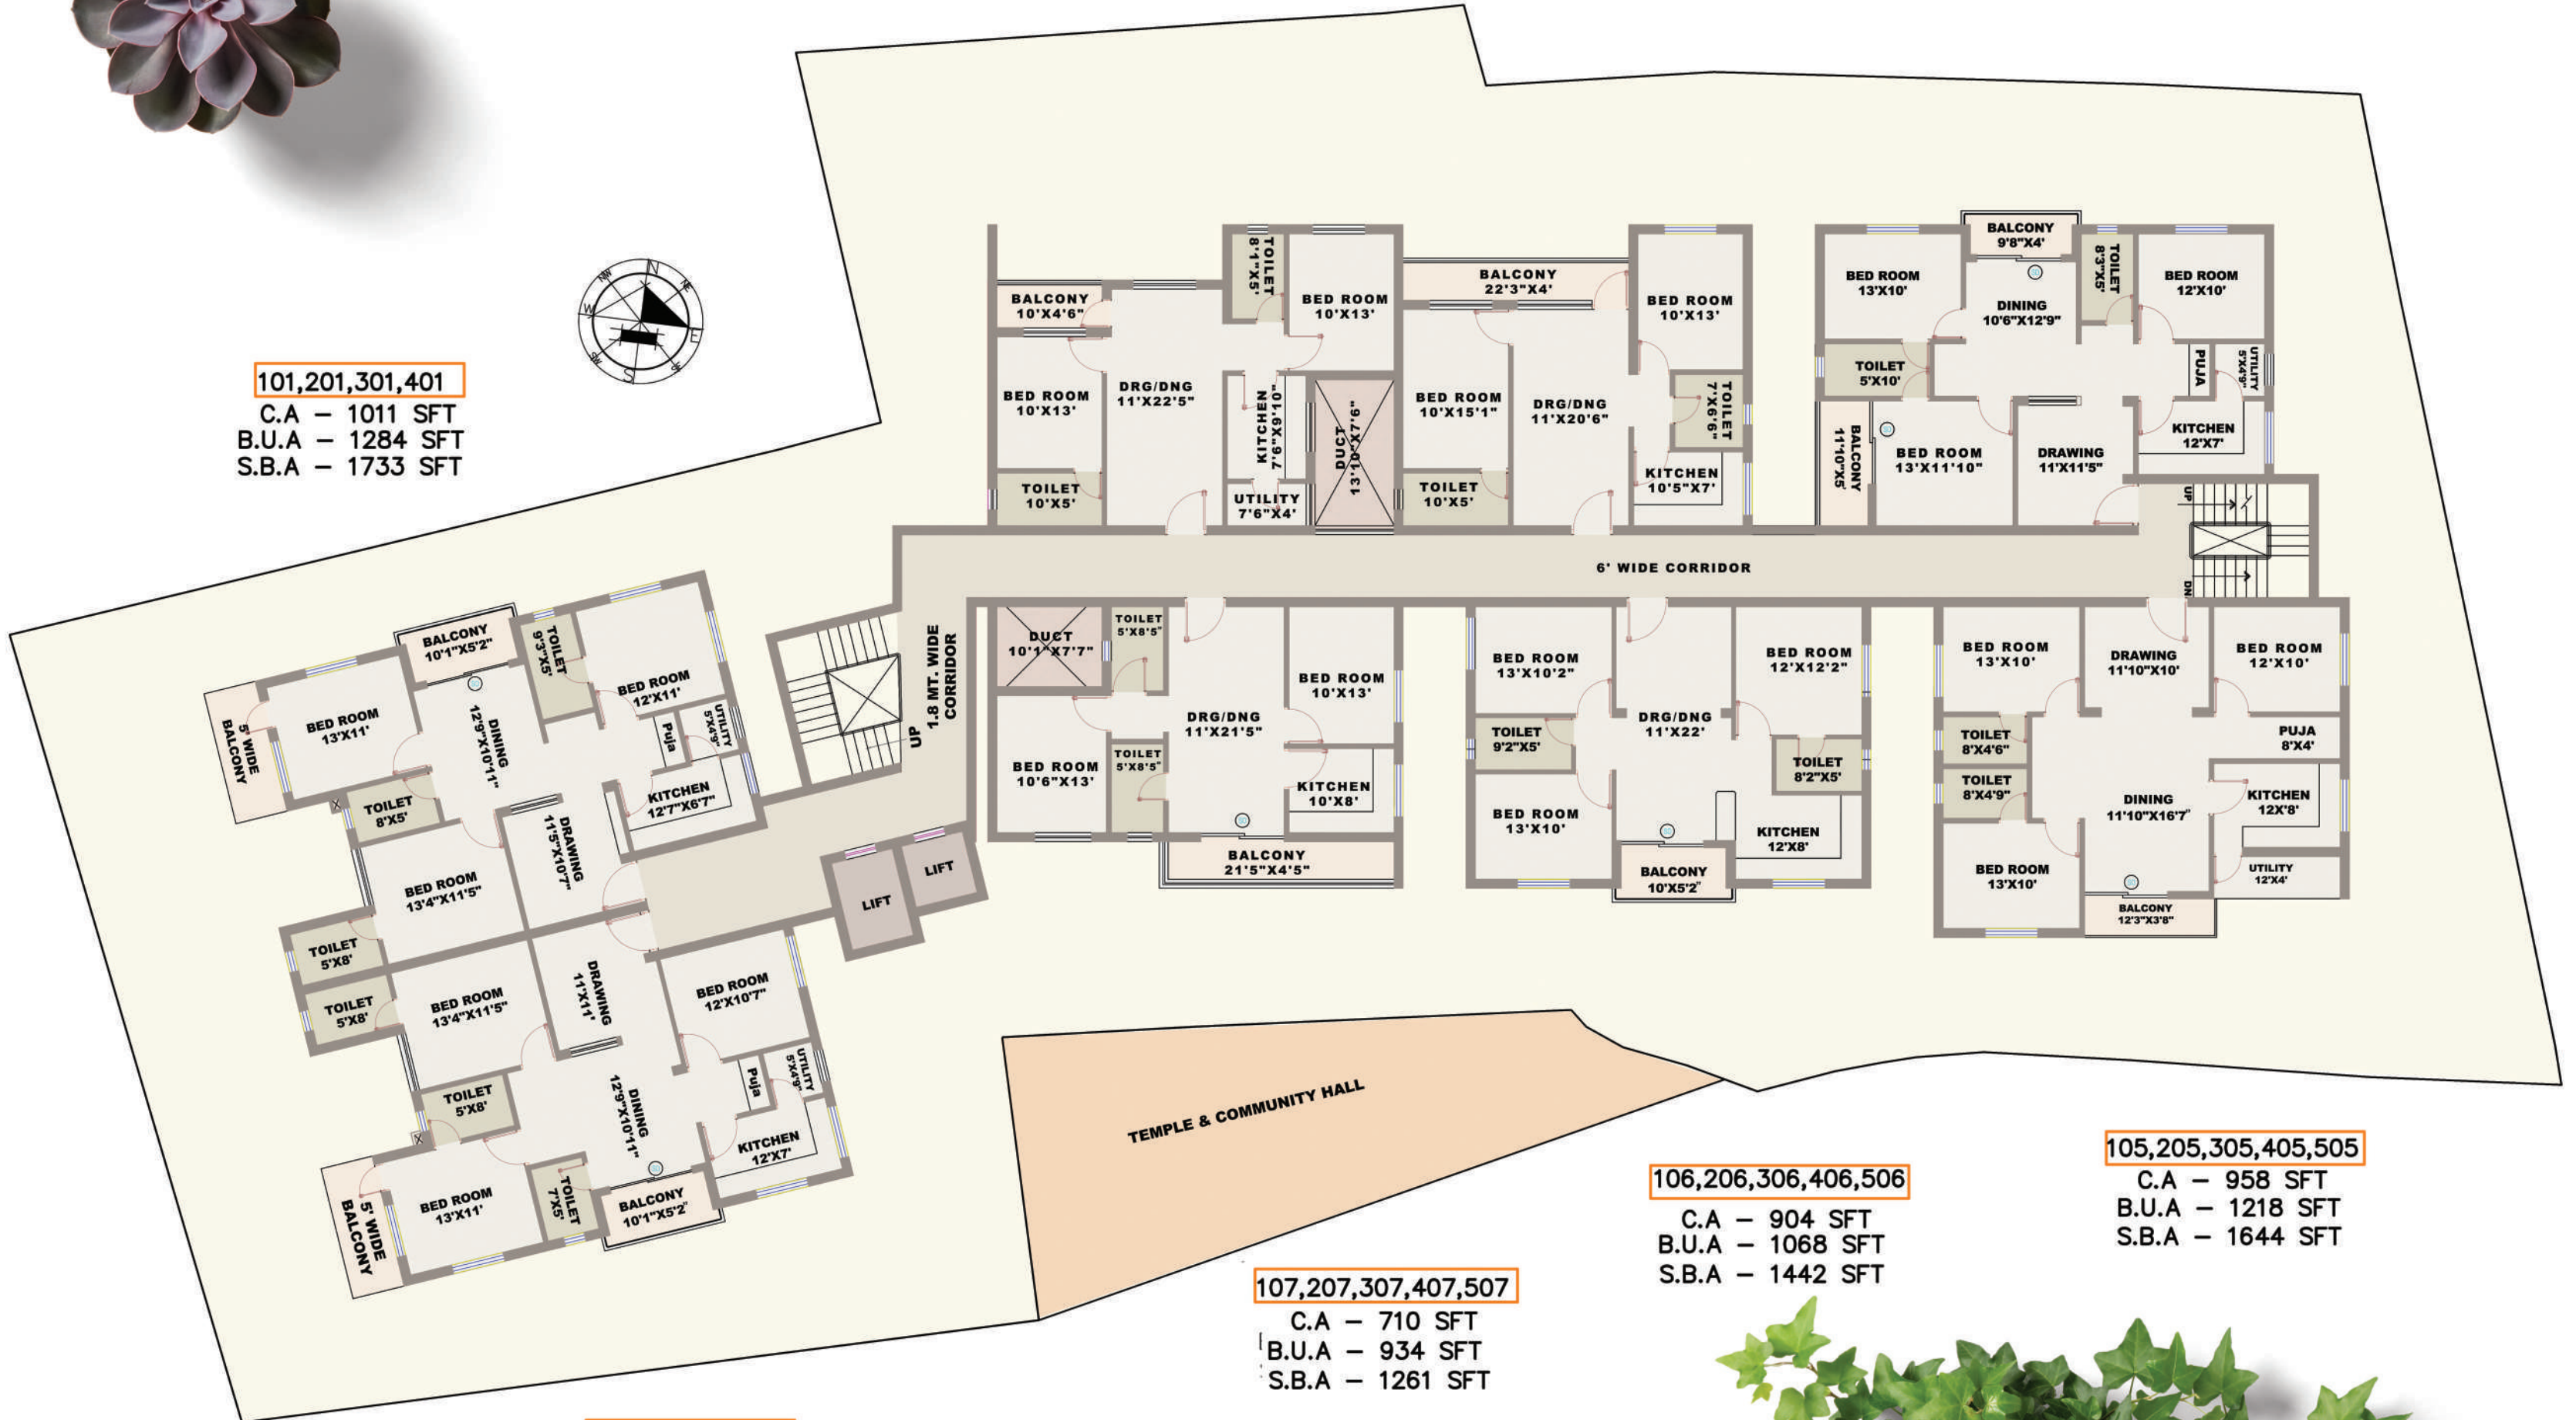 N
NE
E
S
SW
W
NW
101,201,301,401
C.A – 1011 SFT
B.U.A – 1284 SFT
S.B.A – 1733 SFT
BALCONY
10'X4'6"
BED ROOM
10'X13'
TOILET
10'X5'
DRG/DNG
11'X22'5"
TOILET
8'1"X5'
BED ROOM
10'X13'
KITCHEN
7'6"X9'10"
UTILITY
7'6"X4'
DUCT
13'10"X7'6"
BALCONY
22'3"X4'
BED ROOM
10'X15'1"
TOILET
10'X5'
DRG/DNG
11'X20'6"
BED ROOM
10'X13'
TOILET
7'X6'6"
KITCHEN
10'5"X7'
BALCONY
9'8"X4'
BED ROOM
13'X10'
DINING
10'6"X12'9"
TOILET
8'3"X5'
BED ROOM
12'X10'
TOILET
5'X10'
PUJA
UTILITY
5'X4'9"
BALCONY
11'10"X5'
BED ROOM
13'X11'10"
DRAWING
11'X11'5"
KITCHEN
12'X7'
UP
DN
6' WIDE CORRIDOR
1.8 MT. WIDE
CORRIDOR
UP
DUCT
10'1"X7'7"
TOILET
5'X8'5"
BED ROOM
10'6"X13'
TOILET
5'X8'5"
DRG/DNG
11'X21'5"
BED ROOM
10'X13'
KITCHEN
10'X8'
BALCONY
21'5"X4'5"
BED ROOM
13'X10'2"
TOILET
9'2"X5'
BED ROOM
13'X10'
DRG/DNG
11'X22'
BED ROOM
12'X12'2"
TOILET
8'2"X5'
KITCHEN
12'X8'
BALCONY
10'X5'2"
BED ROOM
13'X10'
DRAWING
11'10"X10'
BED ROOM
12'X10'
TOILET
8'X4'6"
TOILET
8'X4'9"
PUJA
8'X4'
DINING
11'10"X16'7"
KITCHEN
12X'8'
BED ROOM
13'X10'
UTILITY
12'X4'
BALCONY
12'3"X3'8"
BALCONY
10'1"X5'2"
TOILET
9'3"X5'
BED ROOM
12'X11'
5' WIDE
BALCONY
BED ROOM
13'X11'
DINING
12'9"X10'11"
Puja
UTILITY
5'X4'9"
TOILET
8'X5'
KITCHEN
12'7"X6'7"
DRAWING
11'5"X10'7"
BED ROOM
13'4"X11'5"
TOILET
5'X8'
LIFT
LIFT
TOILET
5'X8'
BED ROOM
13'4"X11'5"
DRAWING
11'X11'
BED ROOM
12'X10'7"
TOILET
5'X8'
DINING
12'9"X10'11"
Puja
UTILITY
5'X4'9"
KITCHEN
12'X7'
5' WIDE
BALCONY
BED ROOM
13'X11'
TOILET
7'X5'
BALCONY
10'1"X5'2"
TEMPLE & COMMUNITY HALL
107,207,307,407,507
C.A – 710 SFT
B.U.A – 934 SFT
S.B.A – 1261 SFT
106,206,306,406,506
C.A – 904 SFT
B.U.A – 1068 SFT
S.B.A – 1442 SFT
105,205,305,405,505
C.A – 958 SFT
B.U.A – 1218 SFT
S.B.A – 1644 SFT